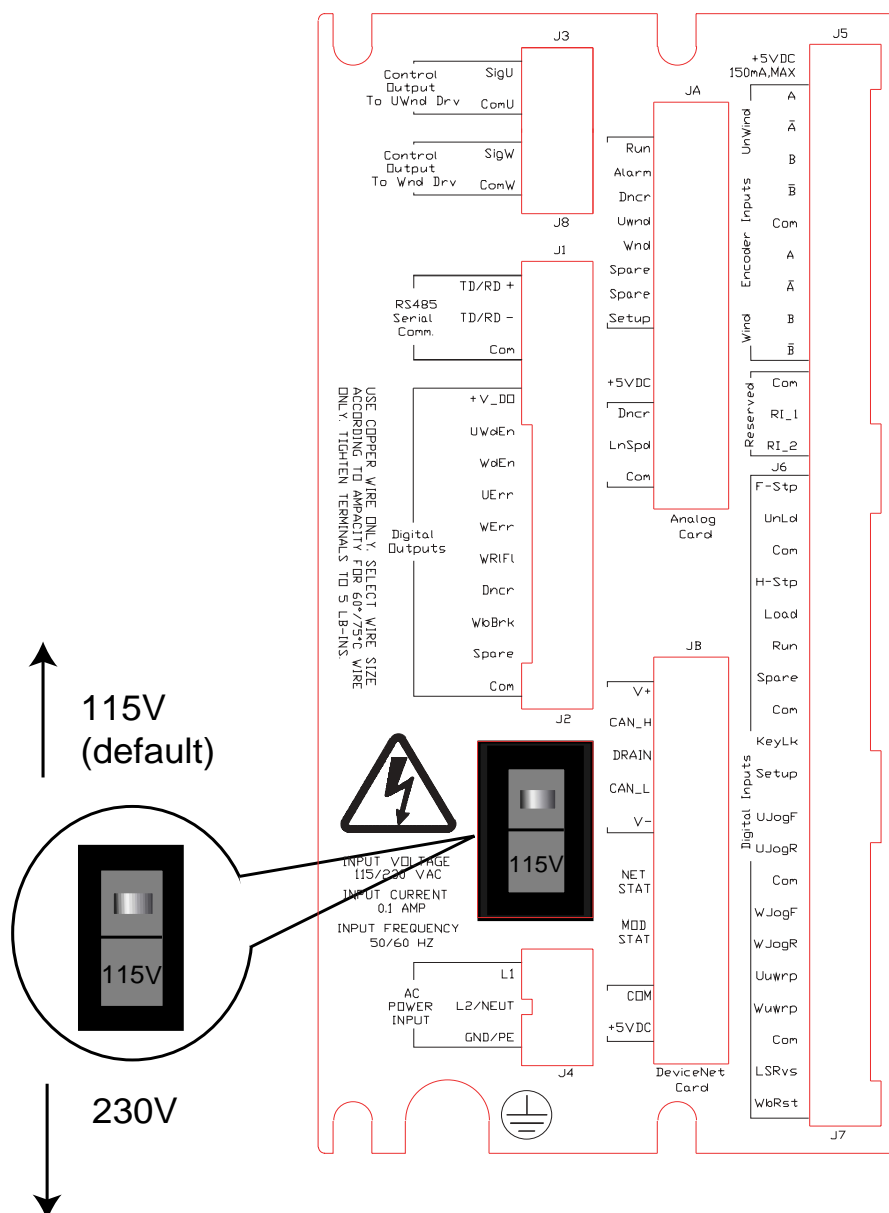 115V
(default)
115V
230V
J3
Control
Output
To UWnd Drv
SigU
ComU
Control
Output
To Wnd Drv
SigW
ComW
J8
J1
RS485
Serial
Comm.
TD/RD +
TD/RD -
Com
Digital
Outputs
+V_DO
UWdEn
WdEn
UErr
WErr
WRIFl
Dncr
WbBrk
Spare
Com
J2
USE COPPER WIRE ONLY. SELECT WIRE SIZE
ACCORDING TO AMPACITY FOR 60°/75°C WIRE
ONLY. TIGHTEN TERMINALS TO 5 LB-INS.
115V
INPUT VOLTAGE
115/230 VAC
INPUT CURRENT
0.1 AMP
INPUT FREQUENCY
50/60 HZ
AC
POWER
INPUT
L1
L2/NEUT
GND/PE
J4
JA
Run
Alarm
Dncr
Uwnd
Wnd
Spare
Spare
Setup
+5VDC
Dncr
LnSpd
Com
Analog
Card
JB
V+
CAN_H
DRAIN
CAN_L
V-
NET
STAT
MOD
STAT
COM
+5VDC
DeviceNet
Card
J5
+5VDC
150mA,MAX
UnWind
Encoder Inputs
Wind
A
A̅
B
B̅
Com
A
A̅
B
B̅
Reserved
Com
RI_1
RI_2
J6
Digital Inputs
F-Stp
UnLd
Com
H-Stp
Load
Run
Spare
Com
KeyLk
Setup
UJogF
UJogR
Com
WJogF
WJogR
Uuwrp
Wuwrp
Com
LSRvs
WbRst
J7